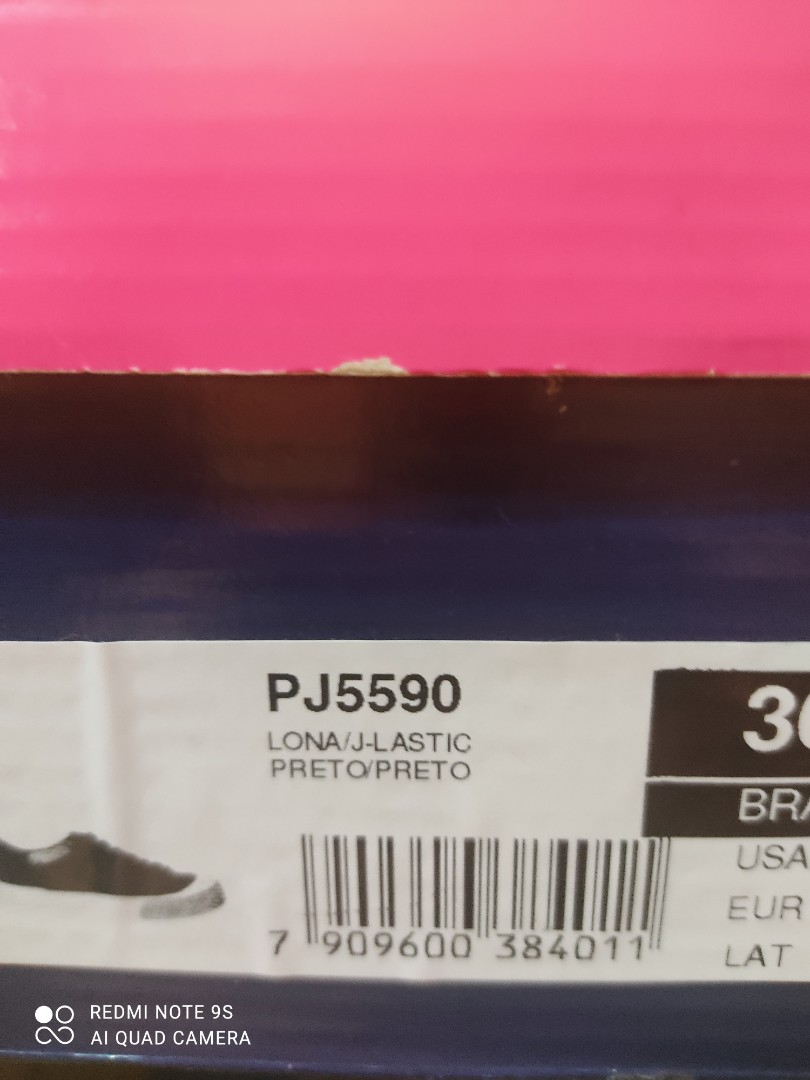 PJ5590
LONA/J-LASTIC
PRETO/PRETO
7 909600 384011
USA
EUR
LAT
REDMI NOTE 9S
AI QUAD CAMERA